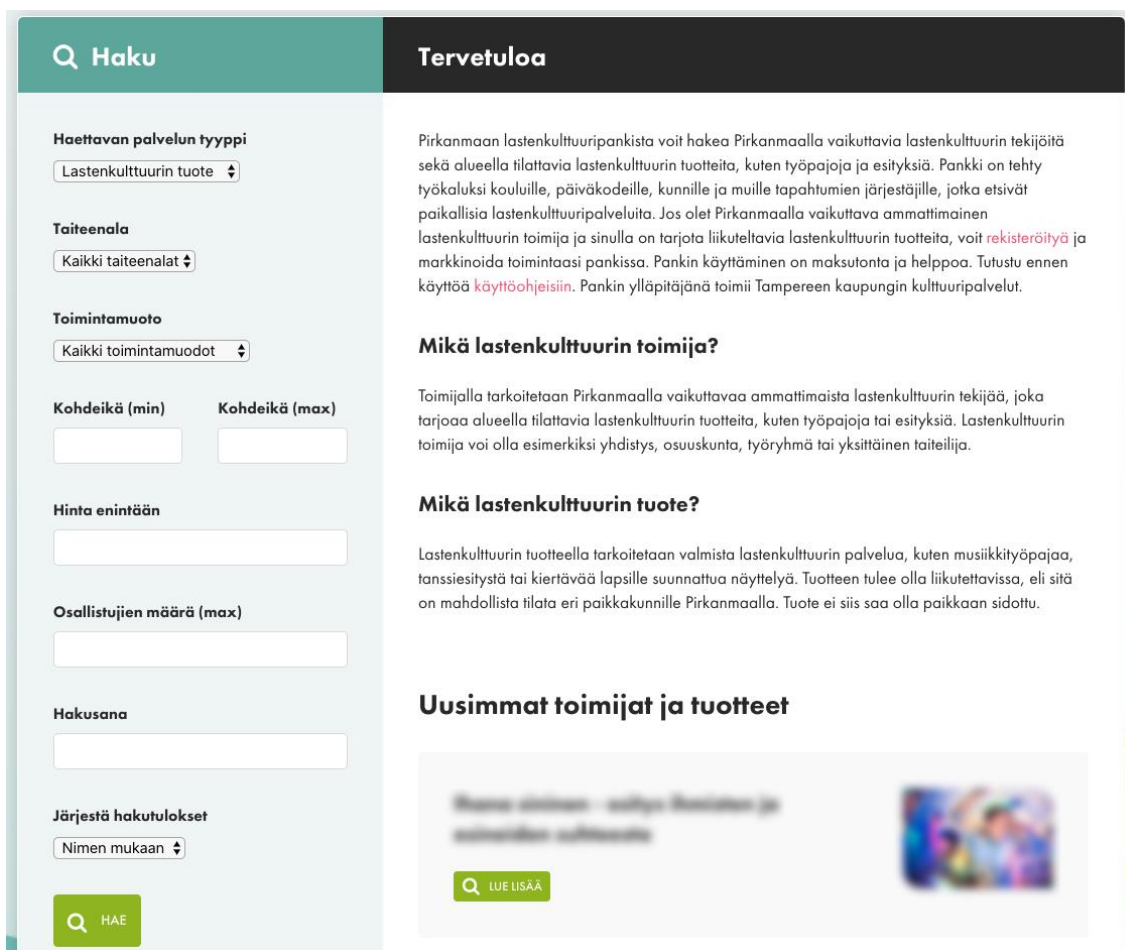 Haku
Haettavan palvelun tyyppi
Lastenkulttuurin tuote
Taiteenala
Kaikki taiteenalat
Toimintamuoto
Kaikki toimintamuodot
Kohdeikä (min) Kohdeikä (max)
Hinta enintään
Osallistujien määrä (max)
Hakusana
Järjestä hakutulokset
Nimen mukaan
HAE
Tervetuloa
Pirkanmaan lastenkulttuuripankista voit hakea Pirkanmaalla vaikuttavia lastenkulttuurin tekijöitä
sekä alueella tilattavia lastenkulttuurin tuotteita, kuten työpajoja ja esityksiä. Pankki on tehty
työkaluksi kouluille, päiväkodeille, kunnille ja muille tapahtumien järjestäjille, jotka etsivät
paikallisia lastenkulttuuripalveluita. Jos olet Pirkanmaalla vaikuttava ammattimainen
lastenkulttuurin toimija ja sinulla on tarjota liikuteltavia lastenkulttuurin tuotteita, voit rekisteröityä ja
markkinoida toimintaasi pankissa. Pankin käyttäminen on maksutonta ja helppoa. Tutustu ennen
käyttöä käyttöohjeisiin. Pankin ylläpitäjänä toimii Tampereen kaupungin kulttuuripalvelut.
Mikä lastenkulttuurin toimija?
Toimijalla tarkoitetaan Pirkanmaalla vaikuttavaa ammattimaista lastenkulttuurin tekijää, joka
tarjoaa alueella tilattavia lastenkulttuurin tuotteita, kuten työpajoja tai esityksiä. Lastenkulttuurin
toimija voi olla esimerkiksi yhdistys, osuuskunta, työryhmä tai yksittäinen taiteilija.
Mikä lastenkulttuurin tuote?
Lastenkulttuurin tuotteella tarkoitetaan valmista lastenkulttuurin palvelua, kuten musiikkityöpajaa,
tanssiesitystä tai kiertävää lapsille suunnattua näyttelyä. Tuotteen tulee olla liikutettavissa, eli sitä
on mahdollista tilata eri paikkakunnille Pirkanmaalla. Tuote ei siis saa olla paikkaan sidottu.
Uusimmat toimijat ja tuotteet
LUE LISÄÄ